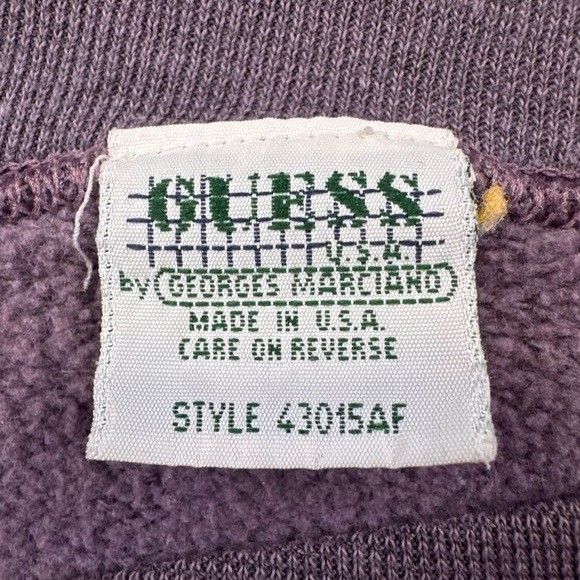 GUESS
U.S.A.
by GEORGES MARCIANO
MADE IN U.S.A.
CARE ON REVERSE
STYLE 43015AF